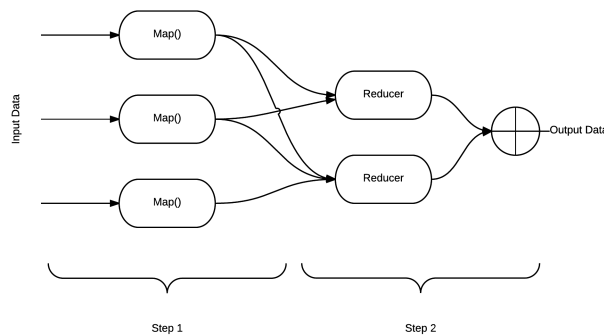 Input Data
Map()
Map()
Map()
Reducer
Reducer
Output Data
Step 1
Step 2